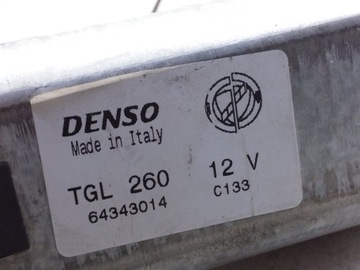 DENSO
Made in Italy
TGL 260 12 V
64343014 C133